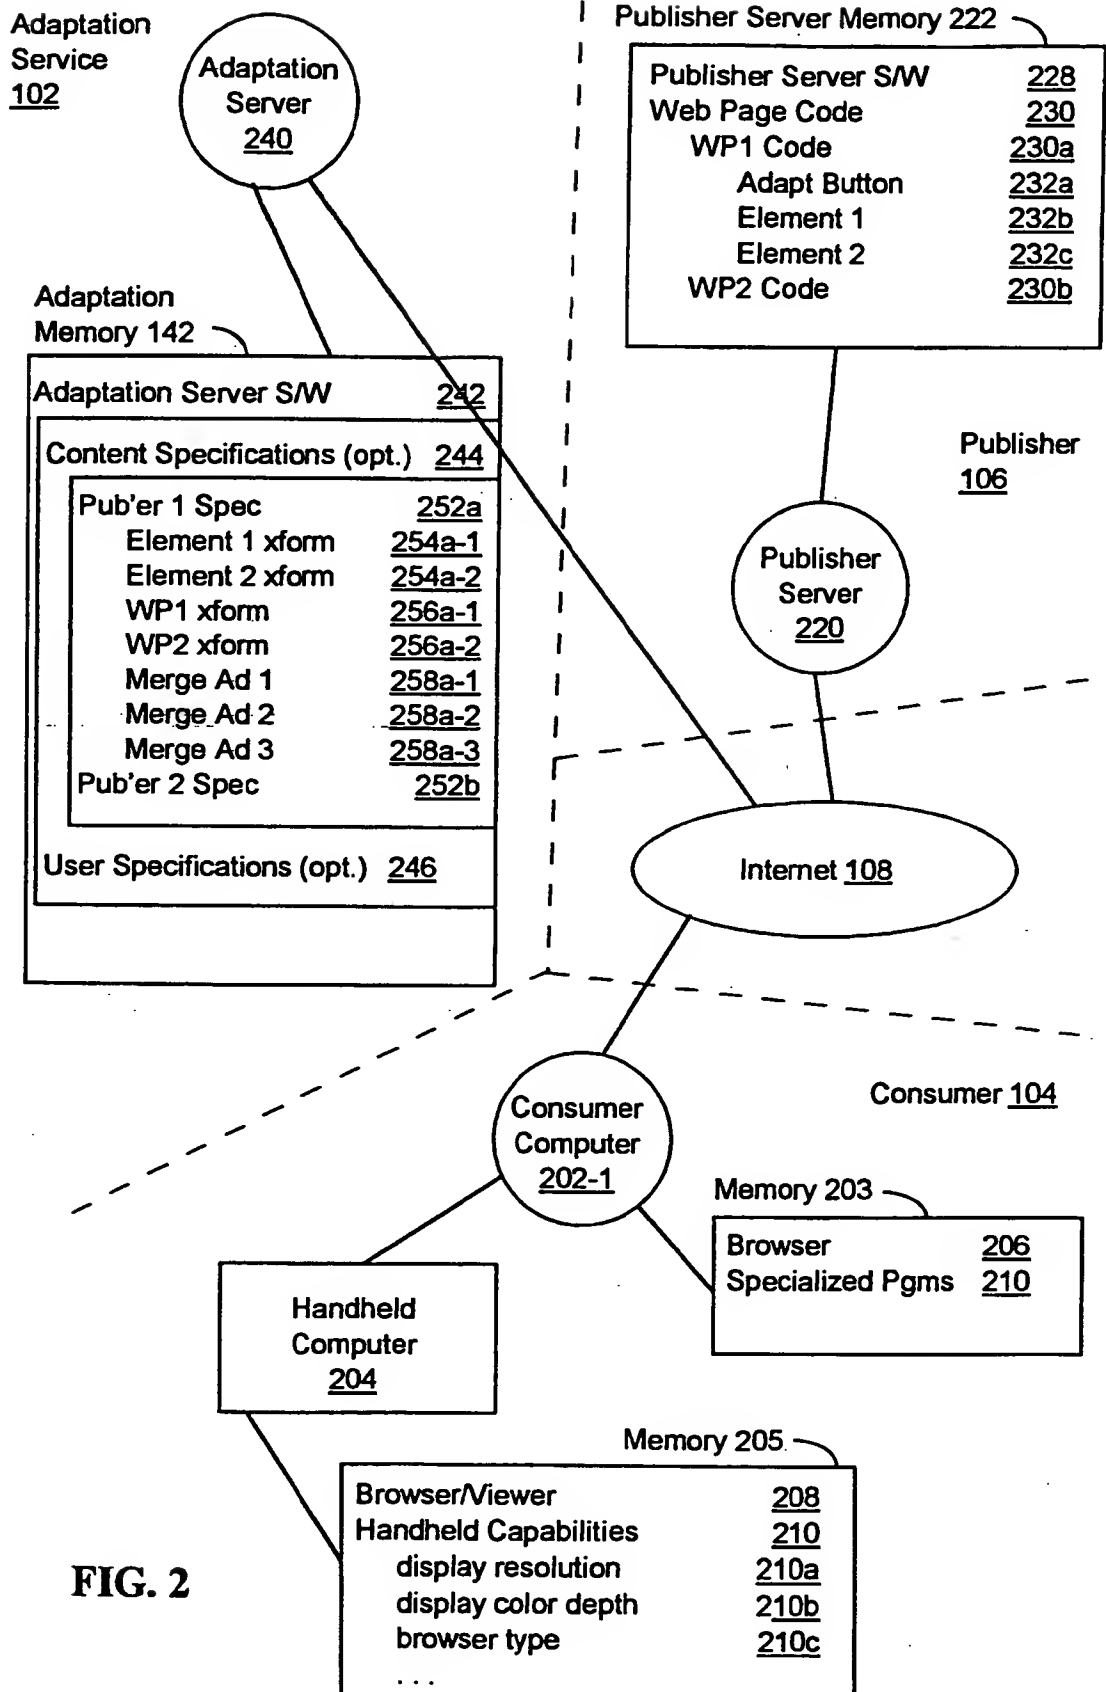 Adaptation
Service
102
Adaptation
Server
240
Publisher Server Memory 222
Publisher Server S/W 228
Web Page Code 230
WP1 Code 230a
Adapt Button 232a
Element 1 232b
Element 2 232c
WP2 Code 230b
Adaptation
Memory 142
Adaptation Server S/W 242
Content Specifications (opt.) 244
Pub'er 1 Spec 252a
Element 1 xform 254a-1
Element 2 xform 254a-2
WP1 xform 256a-1
WP2 xform 256a-2
Merge Ad 1 258a-1
Merge Ad 2 258a-2
Merge Ad 3 258a-3
Pub'er 2 Spec 252b
User Specifications (opt.) 246
Publisher
106
Publisher
Server
220
Internet 108
Consumer 104
Consumer
Computer
202-1
Memory 203
Browser 206
Specialized Pgms 210
Handheld
Computer
204
Memory 205
Browser/Viewer 208
Handheld Capabilities 210
display resolution 210a
display color depth 210b
browser type 210c
. . .
FIG. 2